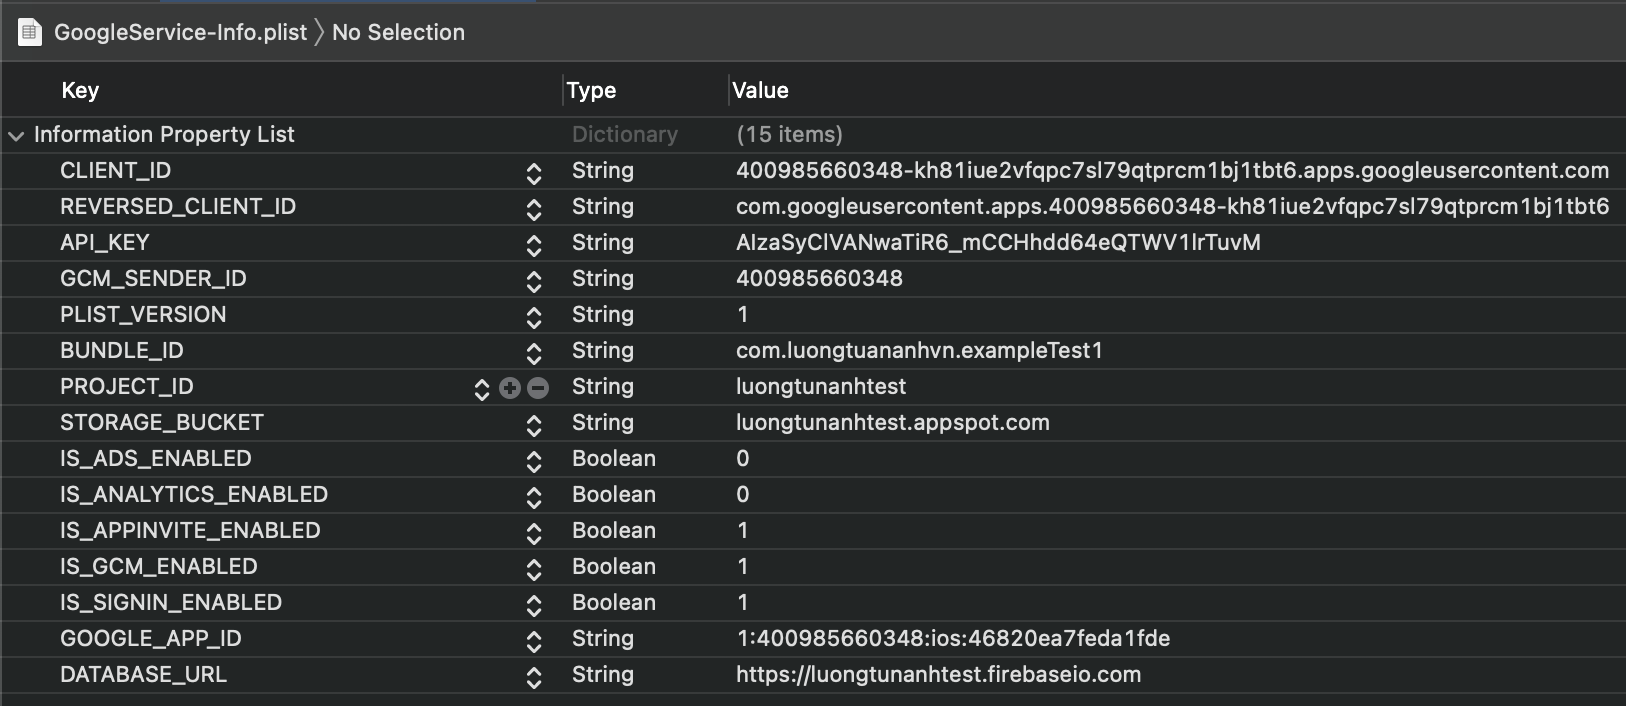 GoogleService-Info.plist 〉 No Selection
Key Type Value
Information Property List Dictionary (15 items)
CLIENT_ID String 400985660348-kh81iue2vfqpc7sl79qtprcm1bj1tbt6.apps.googleusercontent.com
REVERSED_CLIENT_ID String com.googleusercontent.apps.400985660348-kh81iue2vfqpc7sl79qtprcm1bj1tbt6
API_KEY String AIzaSyClVANwaTiR6_mCCHhdd64eQTWV1lrTuvM
GCM_SENDER_ID String 400985660348
PLIST_VERSION String 1
BUNDLE_ID String com.luongtuananhvn.exampleTest1
PROJECT_ID String luongtunanhtest
STORAGE_BUCKET String luongtunanhtest.appspot.com
IS_ADS_ENABLED Boolean 0
IS_ANALYTICS_ENABLED Boolean 0
IS_APPINVITE_ENABLED Boolean 1
IS_GCM_ENABLED Boolean 1
IS_SIGNIN_ENABLED Boolean 1
GOOGLE_APP_ID String 1:400985660348:ios:46820ea7feda1fde
DATABASE_URL String https://luongtunanhtest.firebaseio.com